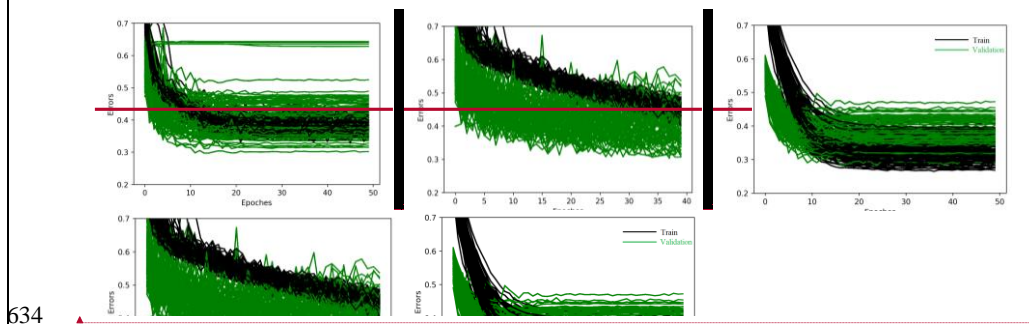 0.7 0.7 0.7
Train
Validation
0.6 0.6 0.6
0.5 0.5 0.5
Errors Errors Errors
0.4 0.4 0.4
0.3 0.3 0.3
0.2 0.2 0.2
0 10 20 30 40 50 0 5 10 15 20 25 30 35 40 0 10 20 30 40 50
Epoches Epoches Epoches
0.7 0.7
Train
Validation
0.6 0.6
0.5 0.5
Errors Errors
634